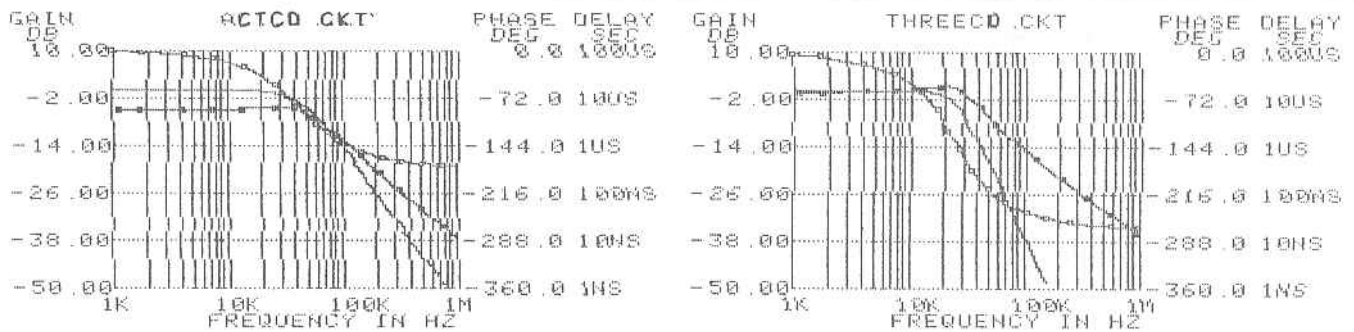 GAIN ACTCD .CKT PHASE DELAY
DB DEG SEC
10.00 0.0 100US
-2.00 -72.0 10US
-14.00 -144.0 1US
-26.00 -216.0 100NS
-38.00 -288.0 10NS
-50.00 -360.0 1NS
1K 10K 100K 1M
FREQUENCY IN HZ
GAIN THREECD .CKT PHASE DELAY
DB DEG SEC
10.00 0.0 100US
-2.00 -72.0 10US
-14.00 -144.0 1US
-26.00 -216.0 100NS
-38.00 -288.0 10NS
-50.00 -360.0 1NS
1K 10K 100K 1M
FREQUENCY IN HZ